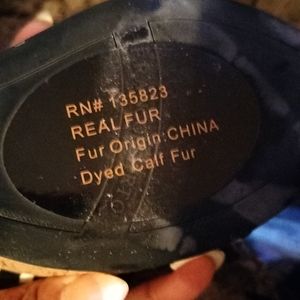 RN# 135823
REAL FUR
Fur Origin: CHINA
Dyed Calf Fur